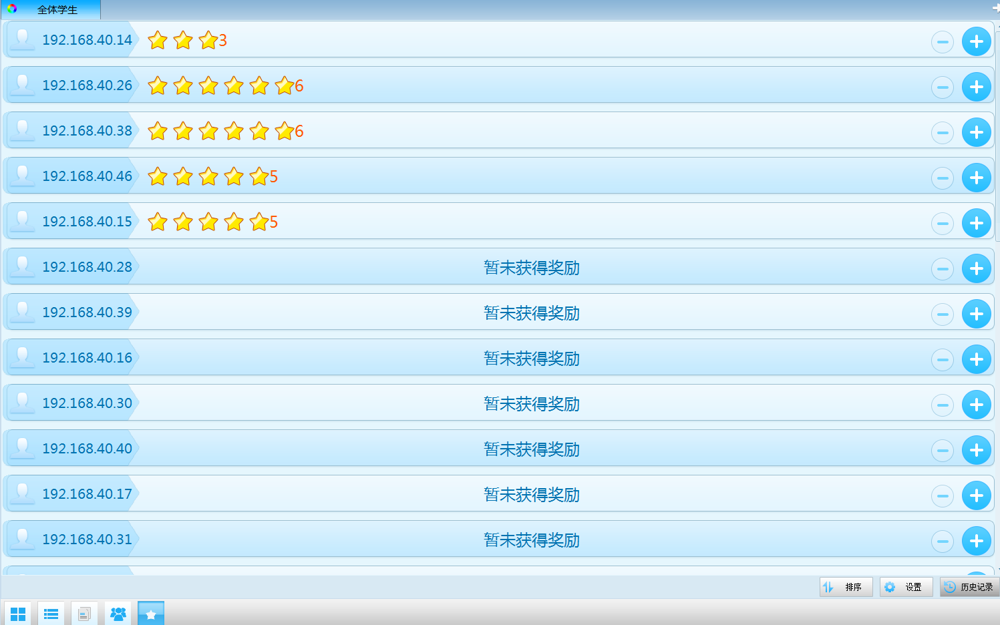 全体学生
192.168.40.14 3
192.168.40.26 6
192.168.40.38 6
192.168.40.46 5
192.168.40.15 5
192.168.40.28 暂未获得奖励
192.168.40.39 暂未获得奖励
192.168.40.16 暂未获得奖励
192.168.40.30 暂未获得奖励
192.168.40.40 暂未获得奖励
192.168.40.17 暂未获得奖励
192.168.40.31 暂未获得奖励
排序 设置 历史记录